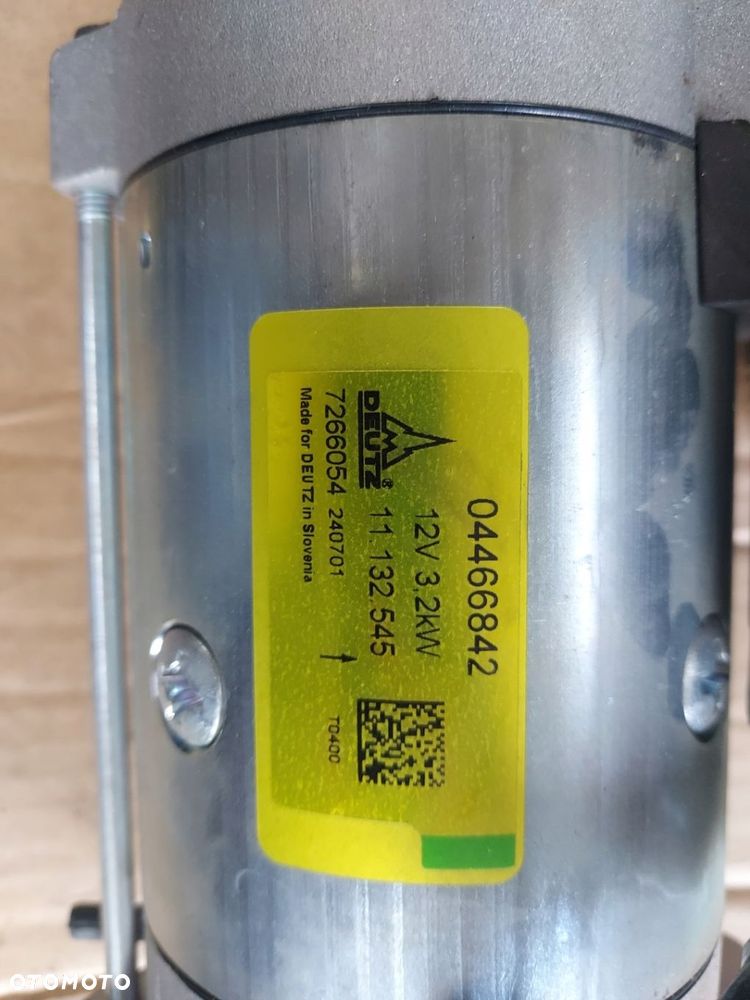 04466842
12V 3,2kW
DEUTZ ® 11.132.545
7266054 240701
Made for DEUTZ in Slovenia
T0400
OTOMOTO